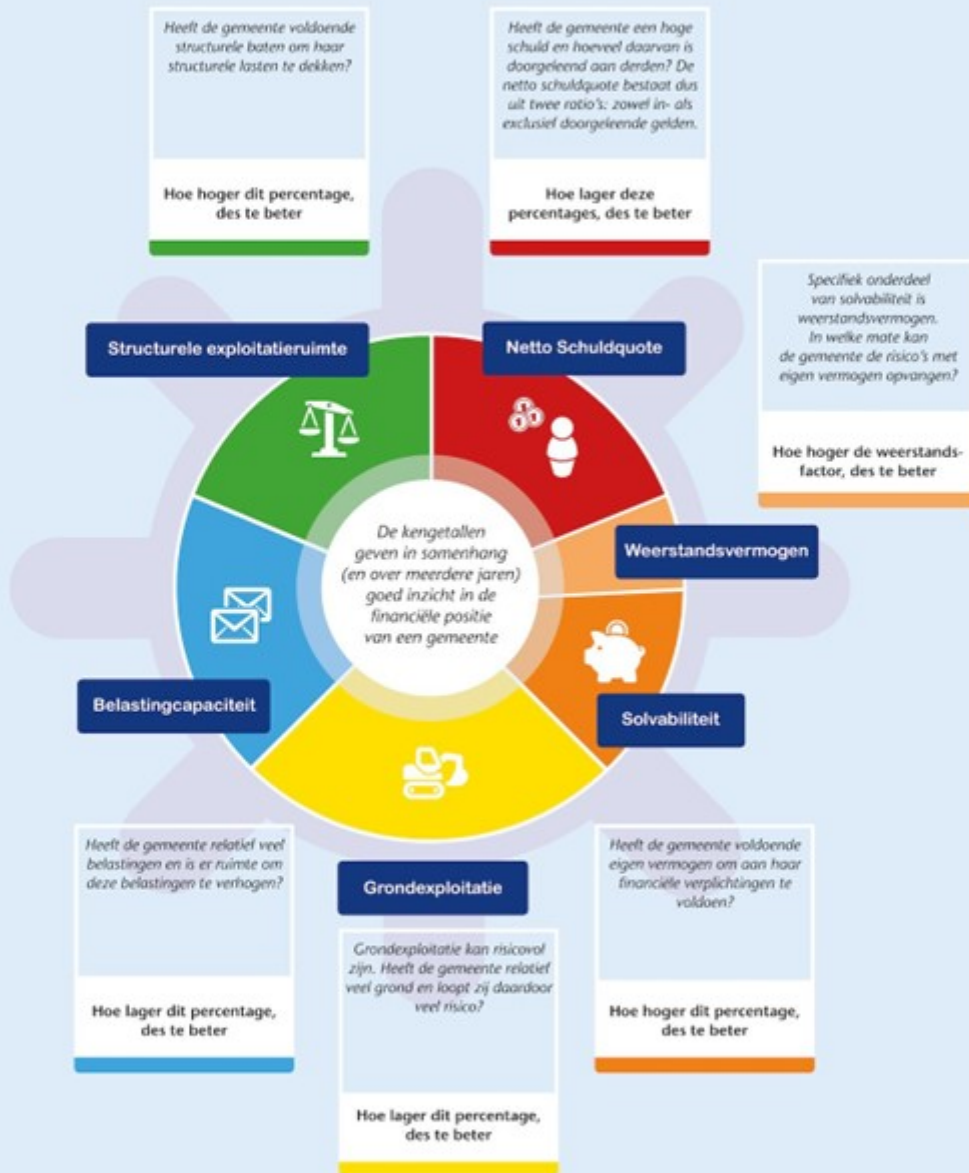 Heeft de gemeente voldoende
structurele baten om haar
structurele lasten te dekken?
Hoe hoger dit percentage,
des te beter
Heeft de gemeente een hoge
schuld en hoeveel daarvan is
doorgeleend aan derden? De
netto schuldquote bestaat dus
uit twee ratio's: zowel in- als
exclusief doorgeleende gelden.
Hoe lager deze
percentages, des te beter
Specifiek onderdeel
van solvabiliteit is
weerstandsvermogen.
In welke mate kan
de gemeente de risico's met
eigen vermogen opvangen?
Hoe hoger de weerstands-
factor, des te beter
Structurele exploitatieruimte
Netto Schuldquote
De kengetallen
geven in samenhang
(en over meerdere jaren)
goed inzicht in de
financiële positie
van een gemeente
Weerstandsvermogen
Belastingcapaciteit
Solvabiliteit
Grondexploitatie
Heeft de gemeente relatief veel
belastingen en is er ruimte om
deze belastingen te verhogen?
Hoe lager dit percentage,
des te beter
Grondexploitatie kan risicovol
zijn. Heeft de gemeente relatief
veel grond en loopt zij daardoor
veel risico?
Hoe lager dit percentage,
des te beter
Heeft de gemeente voldoende
eigen vermogen om aan haar
financiële verplichtingen te
voldoen?
Hoe hoger dit percentage,
des te beter